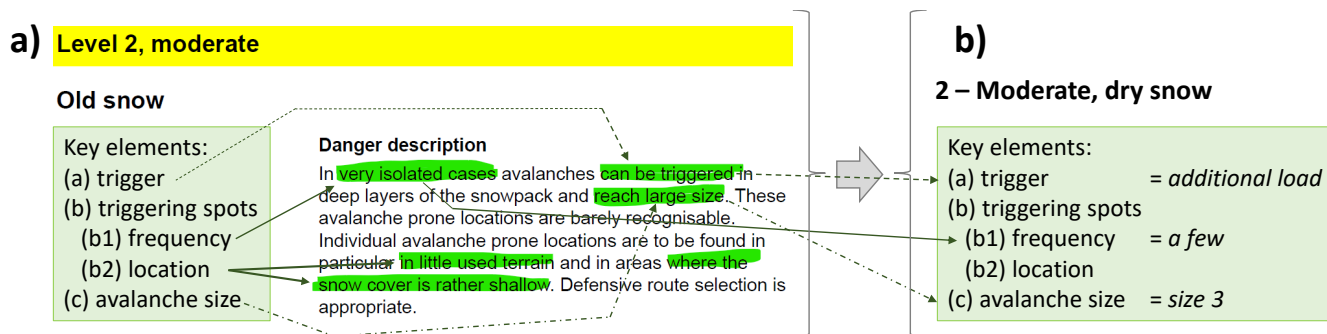 a)
Level 2, moderate
Old snow
Key elements:
(a) trigger
(b) triggering spots
(b1) frequency
(b2) location
(c) avalanche size
Danger description
In very isolated cases avalanches can be triggered in
deep layers of the snowpack and reach large size. These
avalanche prone locations are barely recognisable.
Individual avalanche prone locations are to be found in
particular in little used terrain and in areas where the
snow cover is rather shallow. Defensive route selection is
appropriate.
b)
2 – Moderate, dry snow
Key elements:
(a) trigger = additional load
(b) triggering spots
(b1) frequency = a few
(b2) location
(c) avalanche size = size 3